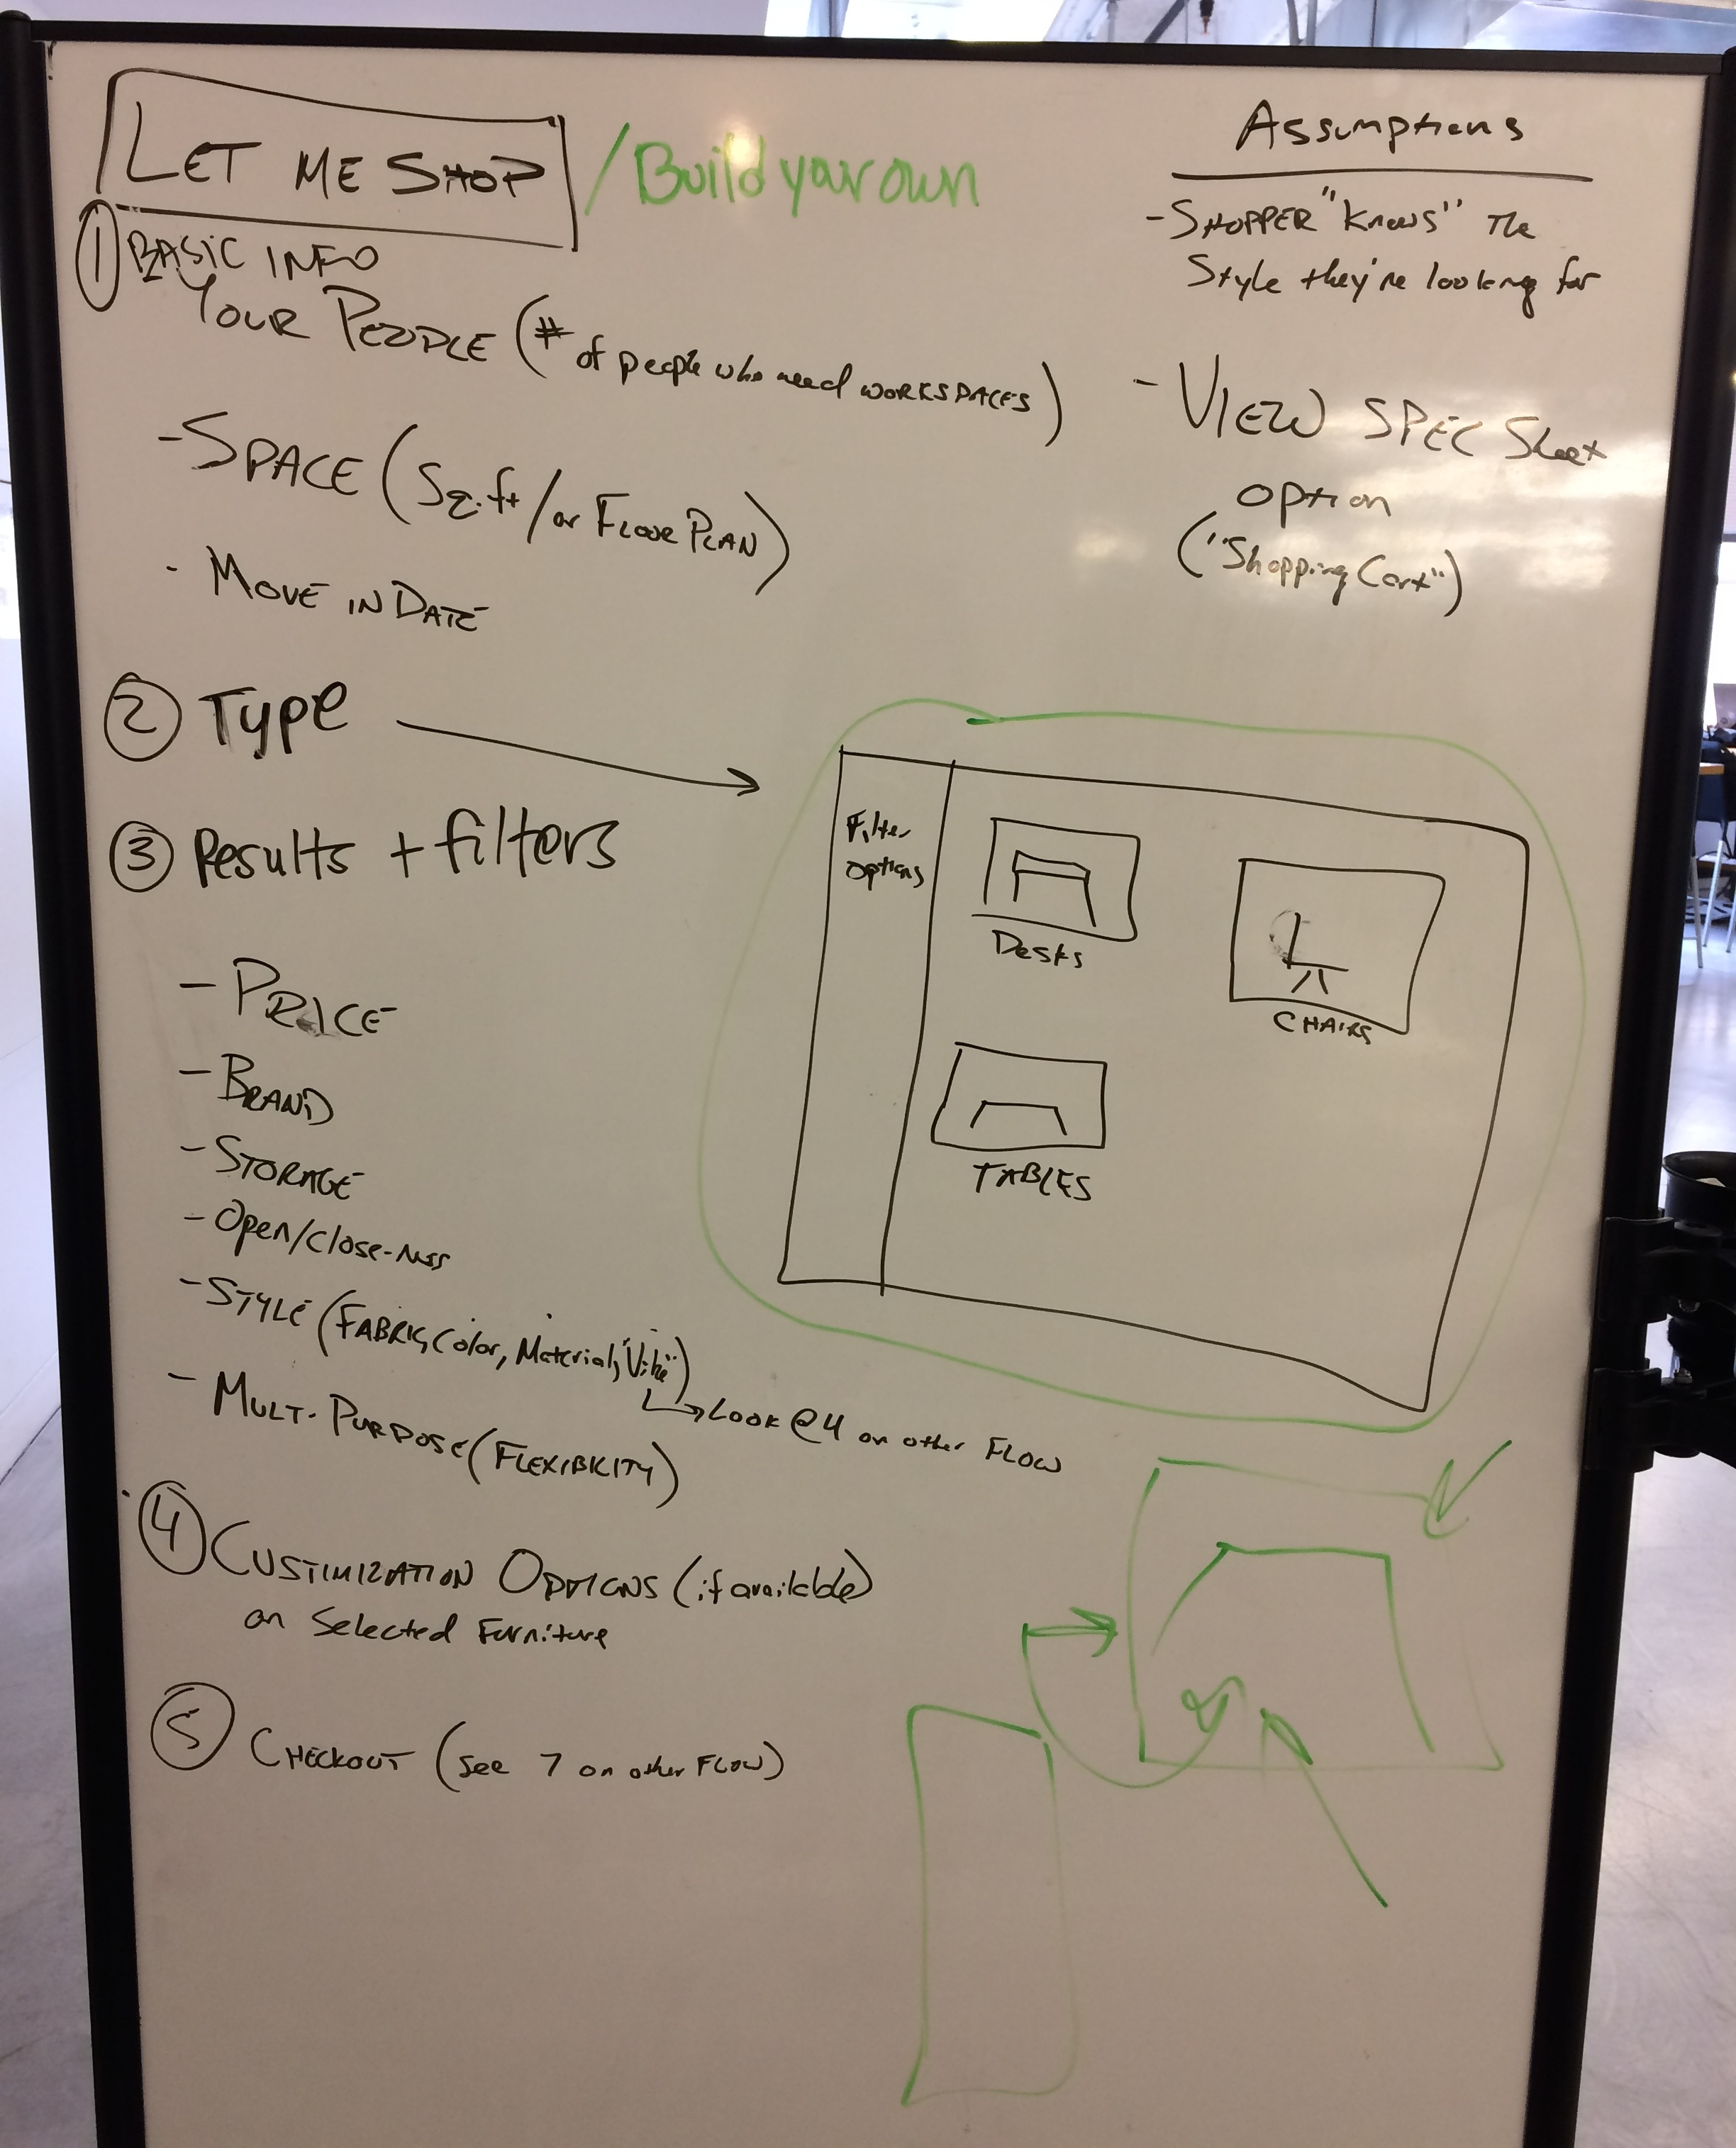 LET ME SHOP / Build your own
① BASIC INFO
YOUR PEOPLE (# of people who need WORKSPACES)
- SPACE (Sq.ft / or FLOOR PLAN)
- MOVE IN DATE
② Type
③ Results + filters
- PRICE
- BRAND
- STORAGE
- Open/Close-ness
- STYLE (FABRIC, Color, Material, "Vibe")
Look @ 4 on other FLOW
- MULTI-PURPOSE (FLEXIBILITY)
④ CUSTIMIZATION OPTIONS (if available)
on Selected Furniture
⑤ CHECKOUT (see 7 on other FLOW)
Assumptions
- SHOPPER "Knows" The
Style they're looking for
- VIEW SPEC Sheet
option
("Shopping Cart")
Filter
options
Desks
CHAIRS
TABLES